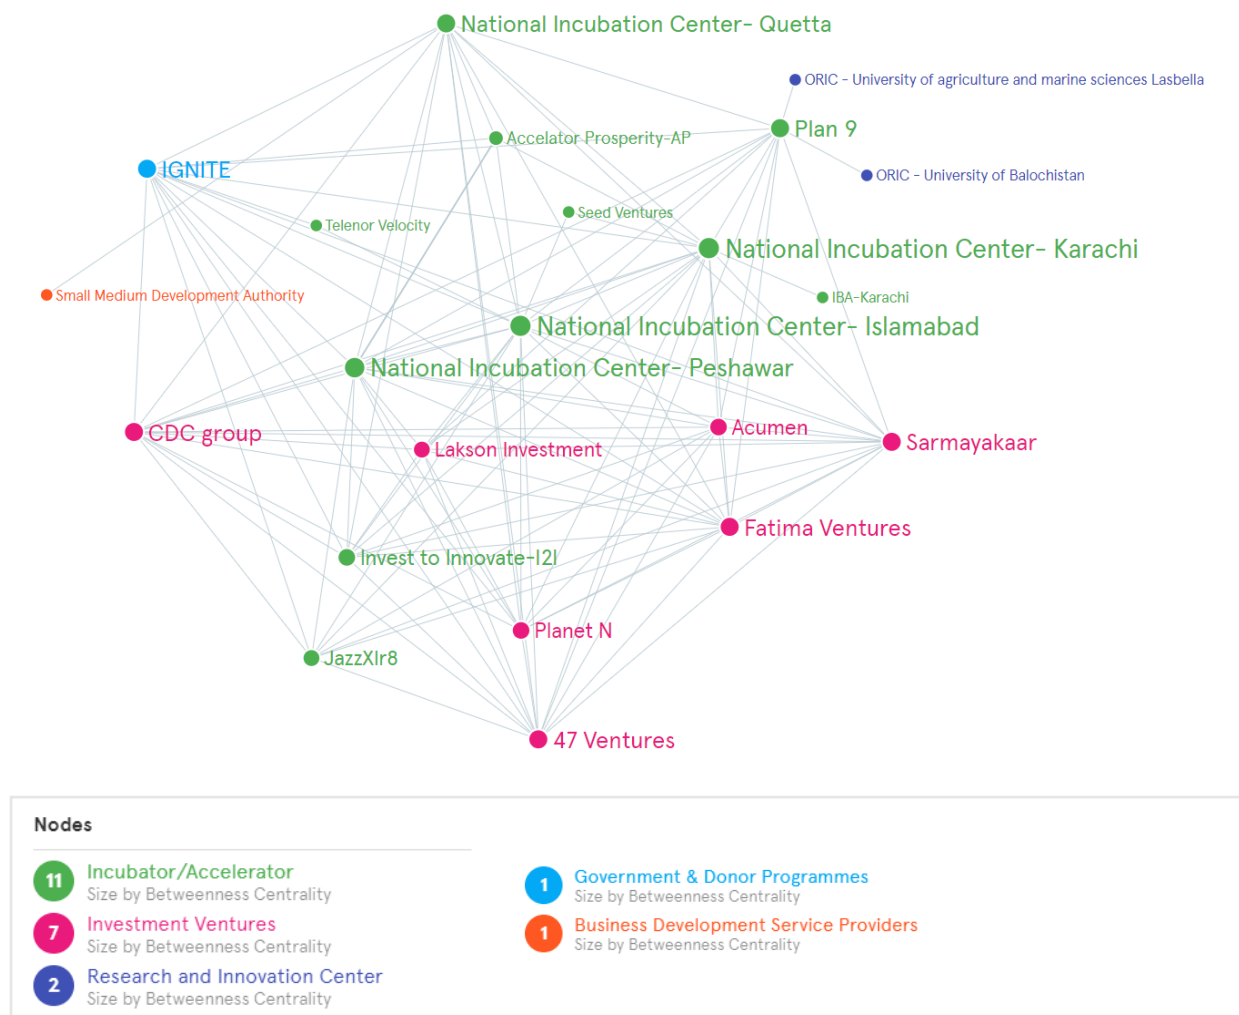 National Incubation Center- Quetta
ORIC - University of agriculture and marine sciences Lasbella
Plan 9
Accelator Prosperity-AP
IGNITE
ORIC - University of Balochistan
Seed Ventures
Telenor Velocity
National Incubation Center- Karachi
Small Medium Development Authority
IBA-Karachi
National Incubation Center- Islamabad
National Incubation Center- Peshawar
CDC group
Acumen
Sarmayakaar
Lakson Investment
Fatima Ventures
Invest to Innovate-I2I
Planet N
JazzXlr8
47 Ventures
Nodes
11 Incubator/Accelerator
Size by Betweenness Centrality
1 Government & Donor Programmes
Size by Betweenness Centrality
7 Investment Ventures
Size by Betweenness Centrality
1 Business Development Service Providers
Size by Betweenness Centrality
2 Research and Innovation Center
Size by Betweenness Centrality